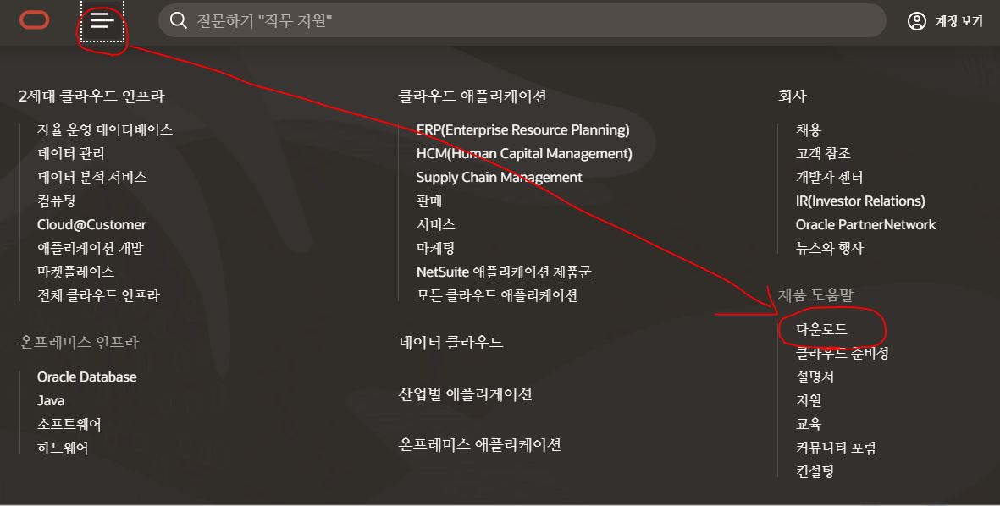 질문하기 "직무 지원"
계정 보기
2세대 클라우드 인프라
자율 운영 데이터베이스
데이터 관리
데이터 분석 서비스
컴퓨팅
Cloud@Customer
애플리케이션 개발
마켓플레이스
전체 클라우드 인프라
온프레미스 인프라
Oracle Database
Java
소프트웨어
하드웨어
클라우드 애플리케이션
ERP(Enterprise Resource Planning)
HCM(Human Capital Management)
Supply Chain Management
판매
서비스
마케팅
NetSuite 애플리케이션 제품군
모든 클라우드 애플리케이션
데이터 클라우드
산업별 애플리케이션
온프레미스 애플리케이션
회사
채용
고객 참조
개발자 센터
IR(Investor Relations)
Oracle PartnerNetwork
뉴스와 행사
제품 도움말
다운로드
클라우드 준비성
설명서
지원
교육
커뮤니티 포럼
컨설팅